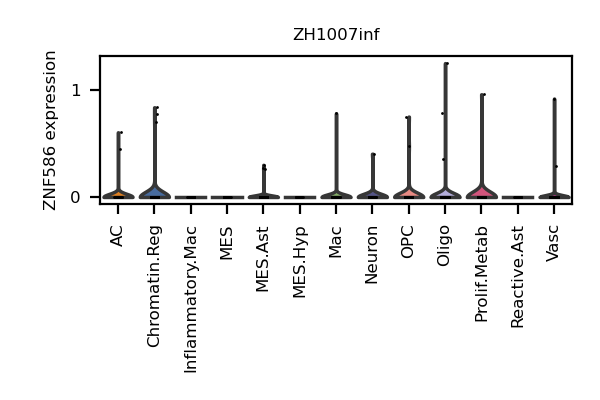 ZH1007inf
ZNF586 expression
1
0
AC
Chromatin.Reg
Inflammatory.Mac
MES
MES.Ast
MES.Hyp
Mac
Neuron
OPC
Oligo
Prolif.Metab
Reactive.Ast
Vasc